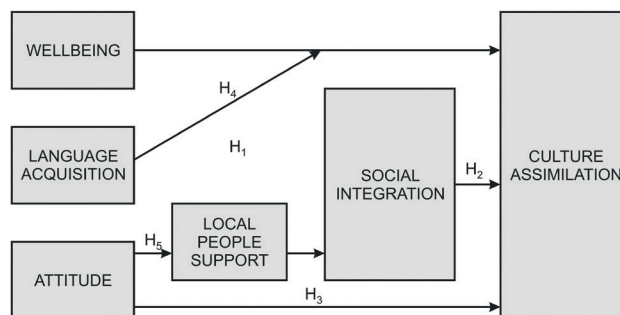 WELLBEING
H4
LANGUAGE
ACQUISITION
H1
SOCIAL
INTEGRATION
H2
CULTURE
ASSIMILATION
LOCAL
PEOPLE
SUPPORT
H5
ATTITUDE
H3